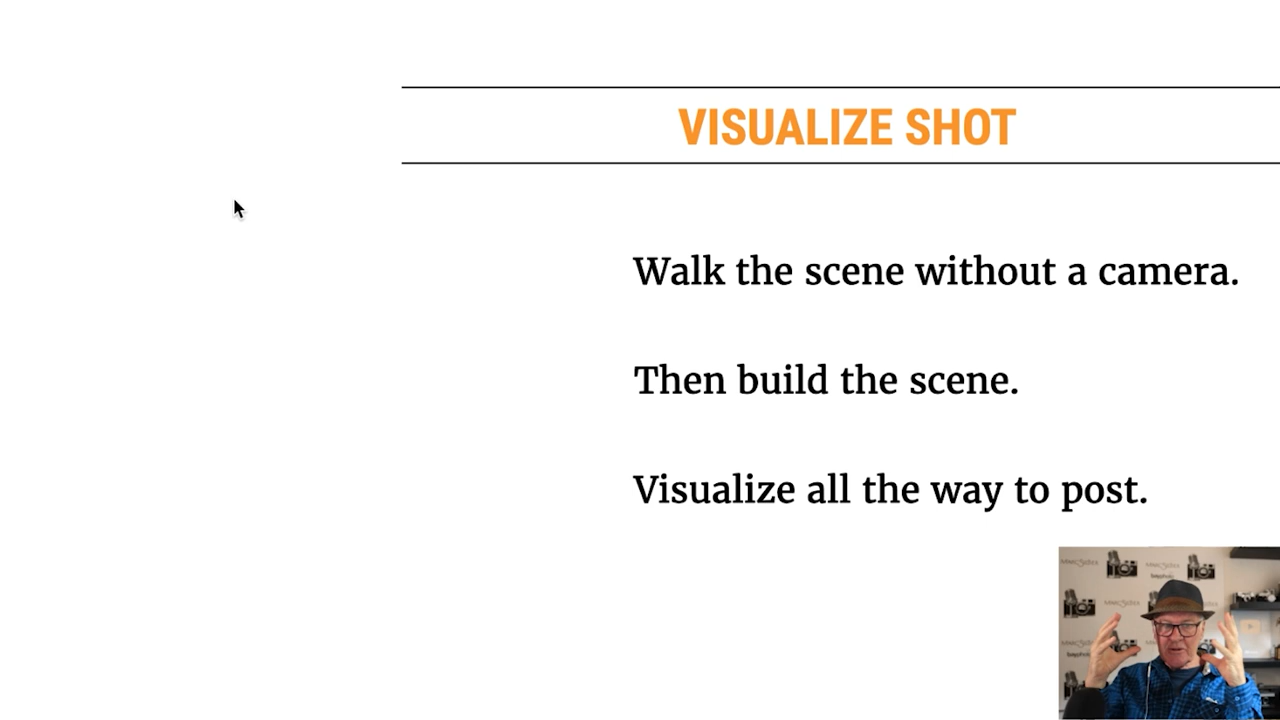 VISUALIZE SHOT
Walk the scene without a camera.
Then build the scene.
Visualize all the way to post.